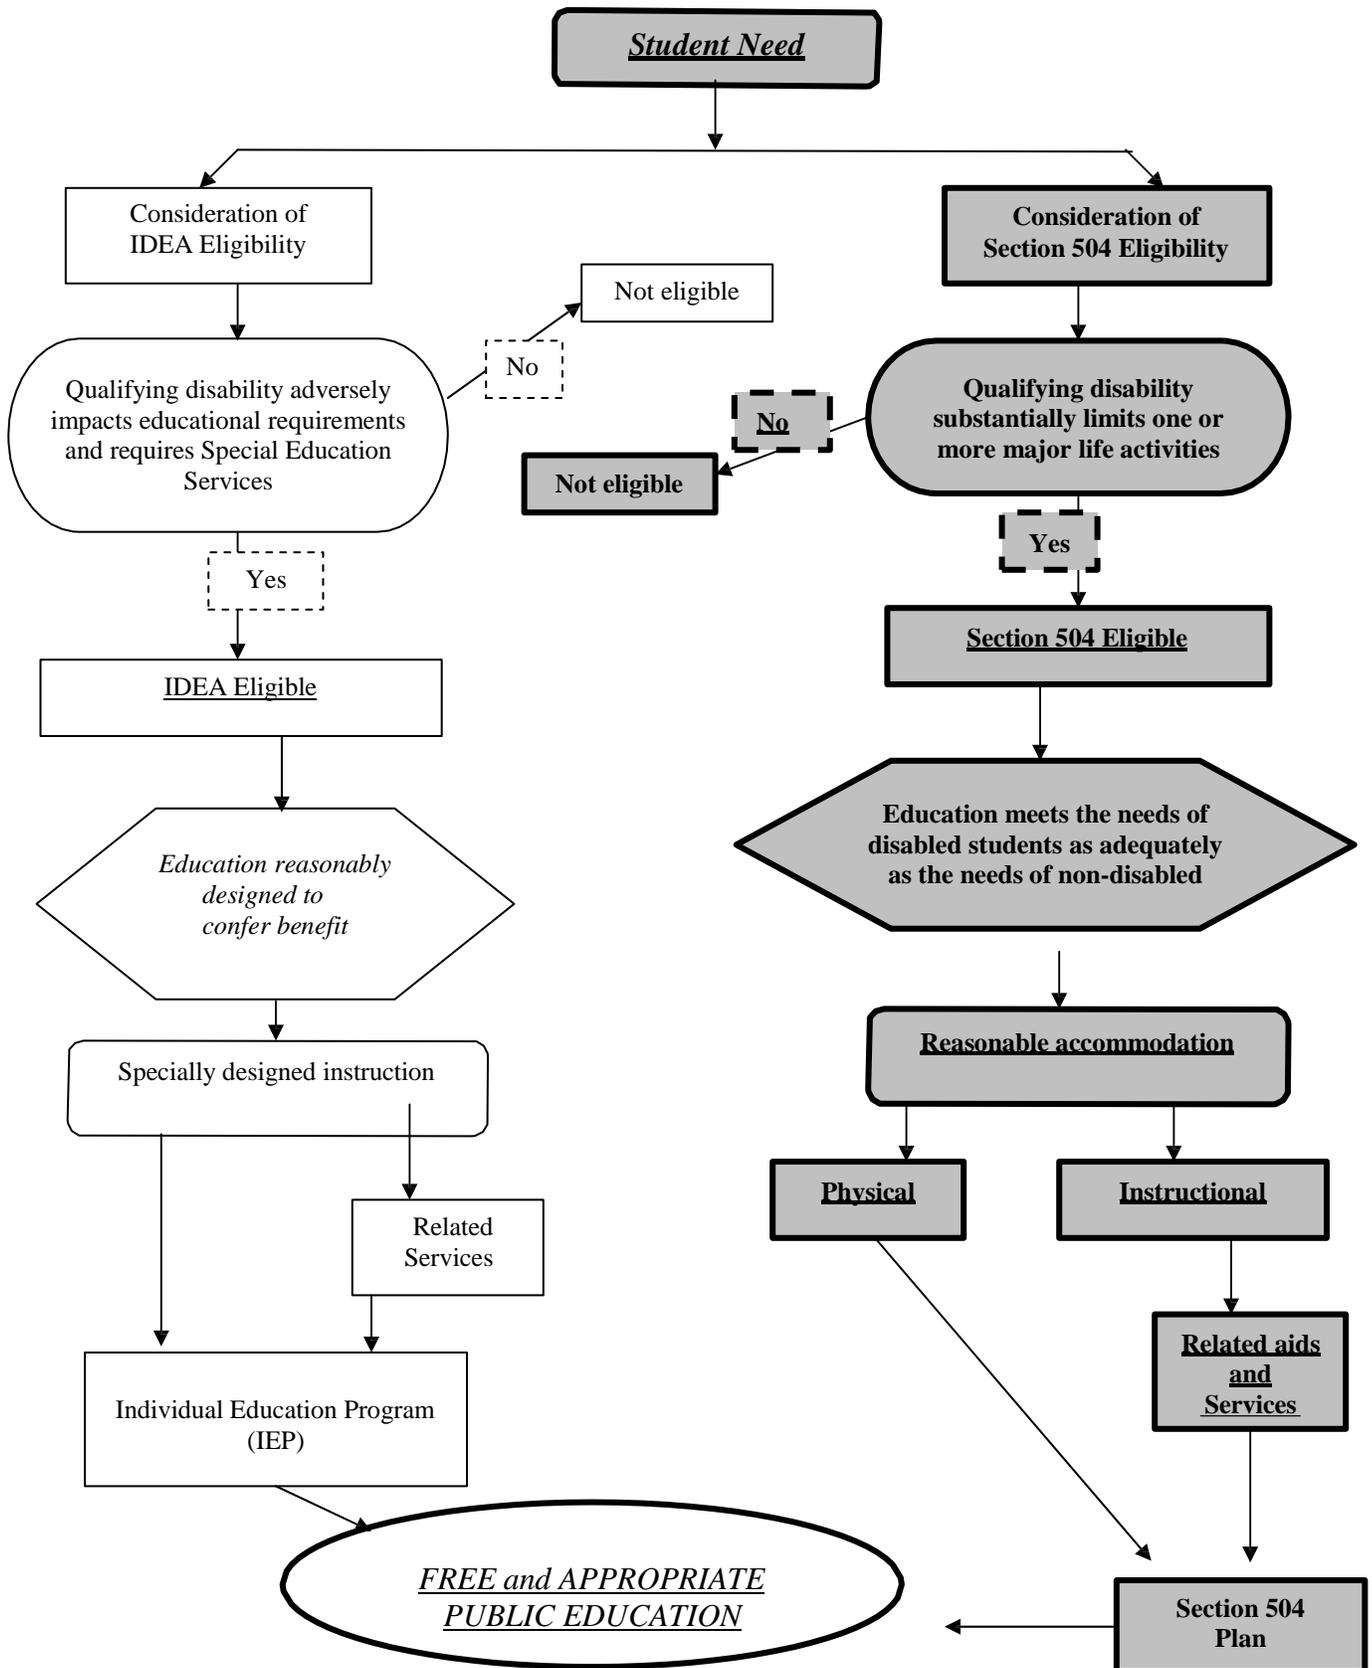 Student Need
Consideration of
IDEA Eligibility
Consideration of
Section 504 Eligibility
Not eligible
No
Qualifying disability adversely
impacts educational requirements
and requires Special Education
Services
Qualifying disability
substantially limits one or
more major life activities
No
Not eligible
Yes
Yes
IDEA Eligible
Section 504 Eligible
Education reasonably
designed to
confer benefit
Education meets the needs of
disabled students as adequately
as the needs of non-disabled
Specially designed instruction
Reasonable accommodation
Related
Services
Physical
Instructional
Related aids
and
Services
Individual Education Program
(IEP)
FREE and APPROPRIATE
PUBLIC EDUCATION
Section 504
Plan